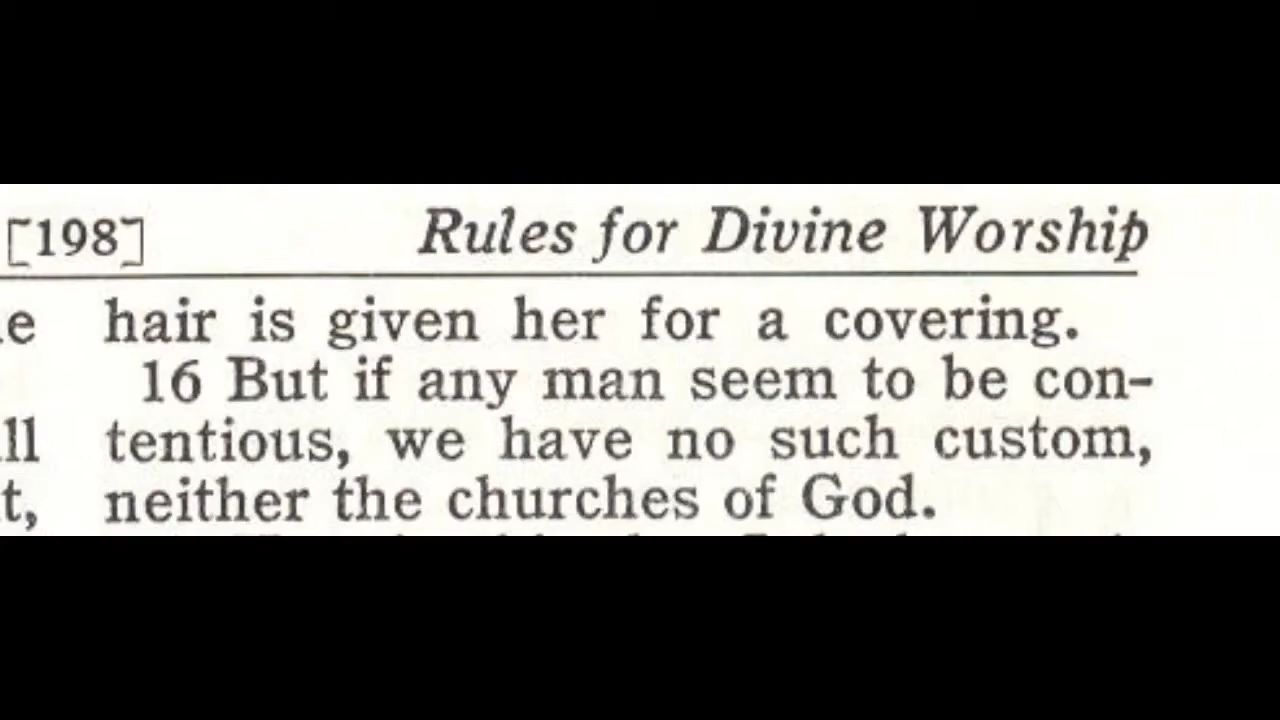 [198] Rules for Divine Worship
hair is given her for a covering.
16 But if any man seem to be con-
tentious, we have no such custom,
neither the churches of God.